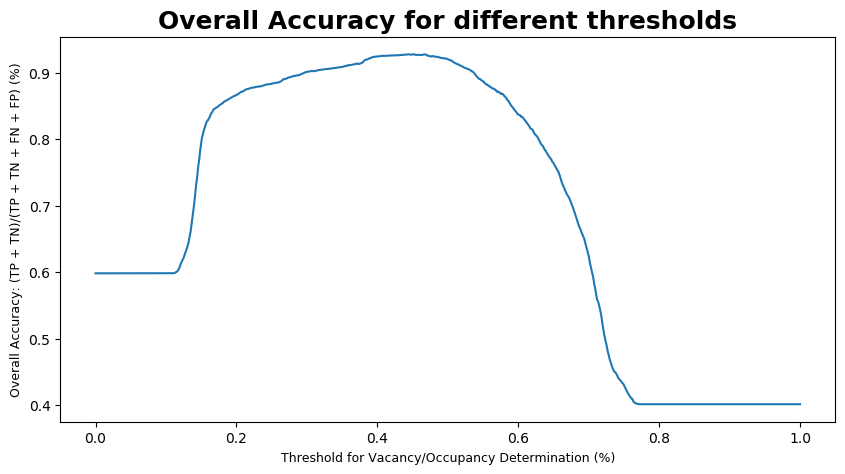 Overall Accuracy for different thresholds
Overall Accuracy: (TP + TN)/(TP + TN + FN + FP) (%)
0.9
0.8
0.7
0.6
0.5
0.4
0.0 0.2 0.4 0.6 0.8 1.0
Threshold for Vacancy/Occupancy Determination (%)